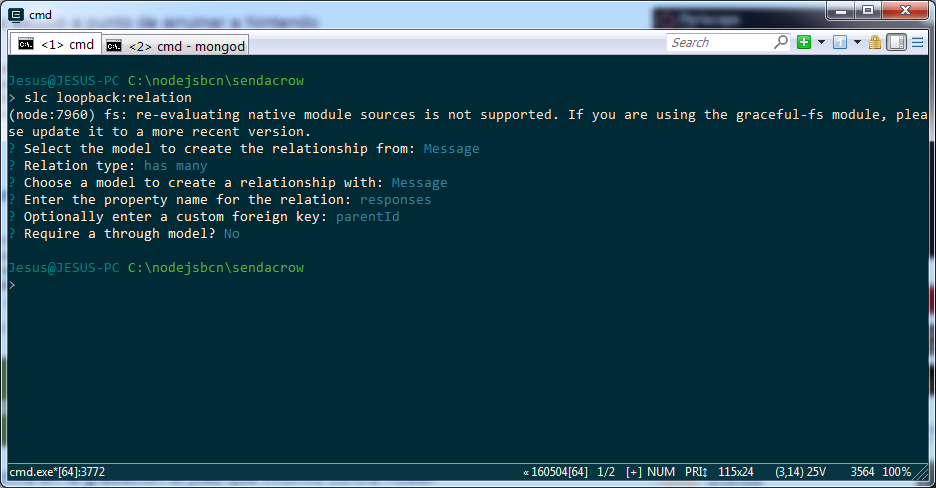 cmd
<1> cmd
<2> cmd - mongod
Search
Jesus@JESUS-PC C:\nodejsbcn\sendacrow
> slc loopback:relation
(node:7960) fs: re-evaluating native module sources is not supported. If you are using the graceful-fs module, plea
se update it to a more recent version.
? Select the model to create the relationship from: Message
? Relation type: has many
? Choose a model to create a relationship with: Message
? Enter the property name for the relation: responses
? Optionally enter a custom foreign key: parentId
? Require a through model? No
Jesus@JESUS-PC C:\nodejsbcn\sendacrow
>
cmd.exe*[64]:3772 « 160504[64] 1/2 [+] NUM PRI↕ 115x24 (3,14) 25V 3564 100%